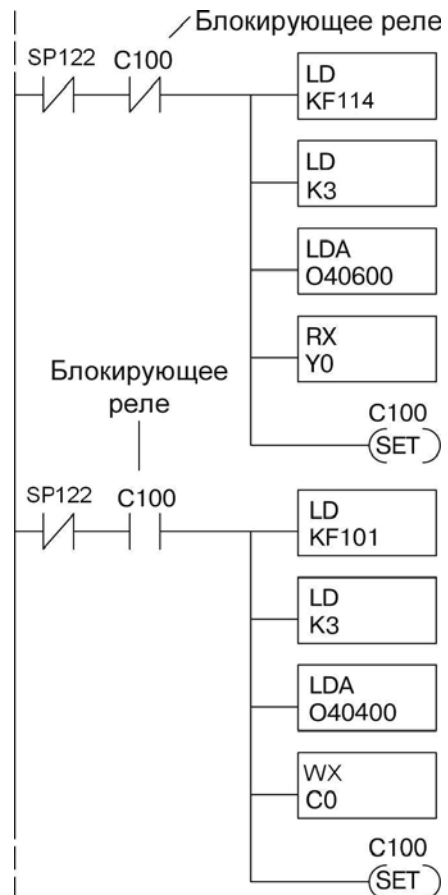 Блокирующее реле
SP122 C100
LD
KF114
LD
K3
LDA
O40600
RX
Y0
C100
SET
Блокирующее
реле
SP122 C100
LD
KF101
LD
K3
LDA
O40400
WX
C0
C100
SET